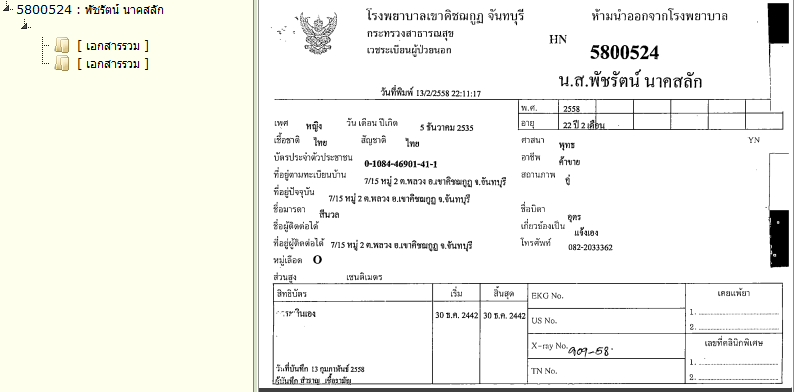 5800524 : พัชรัตน์ นาคสลัก
[ เอกสารรวม ]
[ เอกสารรวม ]
โรงพยาบาลเขาคิชฌกูฏ จันทบุรี
กระทรวงสาธารณสุข
เวชระเบียนผู้ป่วยนอก
ห้ามนำออกจากโรงพยาบาล
HN 5800524
น.ส.พัชรัตน์ นาคสลัก
วันที่พิมพ์ 13/2/2558 22:11:17
พ.ศ. 2558
เพศ หญิง วัน เดือน ปีเกิด 5 ธันวาคม 2535 อายุ 22 ปี 2 เดือน
เชื้อชาติ ไทย สัญชาติ ไทย ศาสนา พุทธ YN
บัตรประจำตัวประชาชน 0-1084-46901-41-1 อาชีพ ค้าขาย
ที่อยู่ตามทะเบียนบ้าน 7/15 หมู่ 2 ต.พลวง อ.เขาคิชฌกูฏ จ.จันทบุรี สถานภาพ คู่
ที่อยู่ปัจจุบัน 7/15 หมู่ 2 ต.พลวง อ.เขาคิชฌกูฏ จ.จันทบุรี
ชื่อมารดา สีนวล ชื่อบิดา อุดร
ชื่อผู้ติดต่อได้ เกี่ยวข้องเป็น แจ้งเอง
ที่อยู่ผู้ติดต่อได้ 7/15 หมู่ 2 ต.พลวง อ.เขาคิชฌกูฏ จ.จันทบุรี โทรศัพท์ 082-2033362
หมู่เลือด O
ส่วนสูง เซนติเมตร
สิทธิบัตร เริ่ม สิ้นสุด EKG No. เคยแพ้ยา
30 ธ.ค. 2442 30 ธ.ค. 2442 1.
US No. 2.
X-ray No. 909-58 เลขที่คลินิกพิเศษ
TN No. 1.
2.
วันที่บันทึก 13 กุมภาพันธ์ 2558
ผู้บันทึก สำราญ